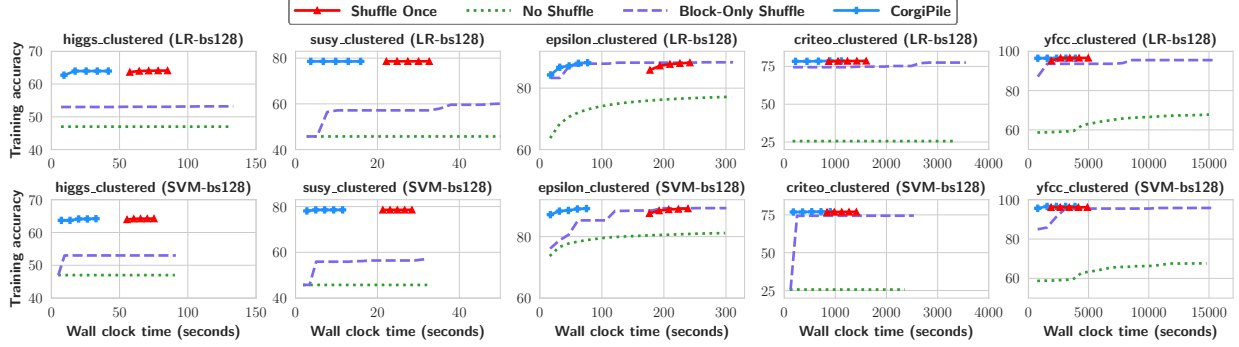 Shuffle Once No Shuffle Block-Only Shuffle CorgiPile
higgs_clustered (LR-bs128) susy_clustered (LR-bs128) epsilon_clustered (LR-bs128) criteo_clustered (LR-bs128) yfcc_clustered (LR-bs128)
Training accuracy
70
60
50
40
0 50 100 150
80
60
40
0 20 40
80
60
0 100 200 300
75
50
25
0 1000 2000 3000 4000
100
80
60
0 5000 10000 15000
higgs_clustered (SVM-bs128) susy_clustered (SVM-bs128) epsilon_clustered (SVM-bs128) criteo_clustered (SVM-bs128) yfcc_clustered (SVM-bs128)
Training accuracy
70
60
50
40
0 50 100 150
80
60
40
0 20 40
80
60
0 100 200 300
75
50
25
0 1000 2000 3000 4000
100
80
60
0 5000 10000 15000
Wall clock time (seconds) Wall clock time (seconds) Wall clock time (seconds) Wall clock time (seconds) Wall clock time (seconds)